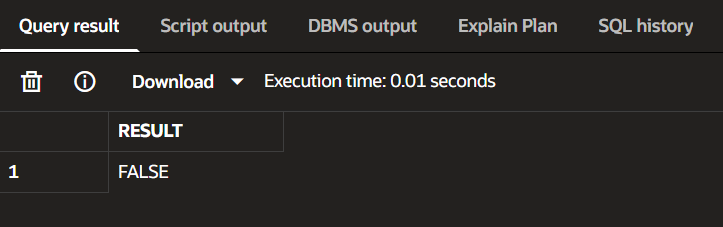 Query result Script output DBMS output Explain Plan SQL history
Download Execution time: 0.01 seconds
RESULT
1 FALSE